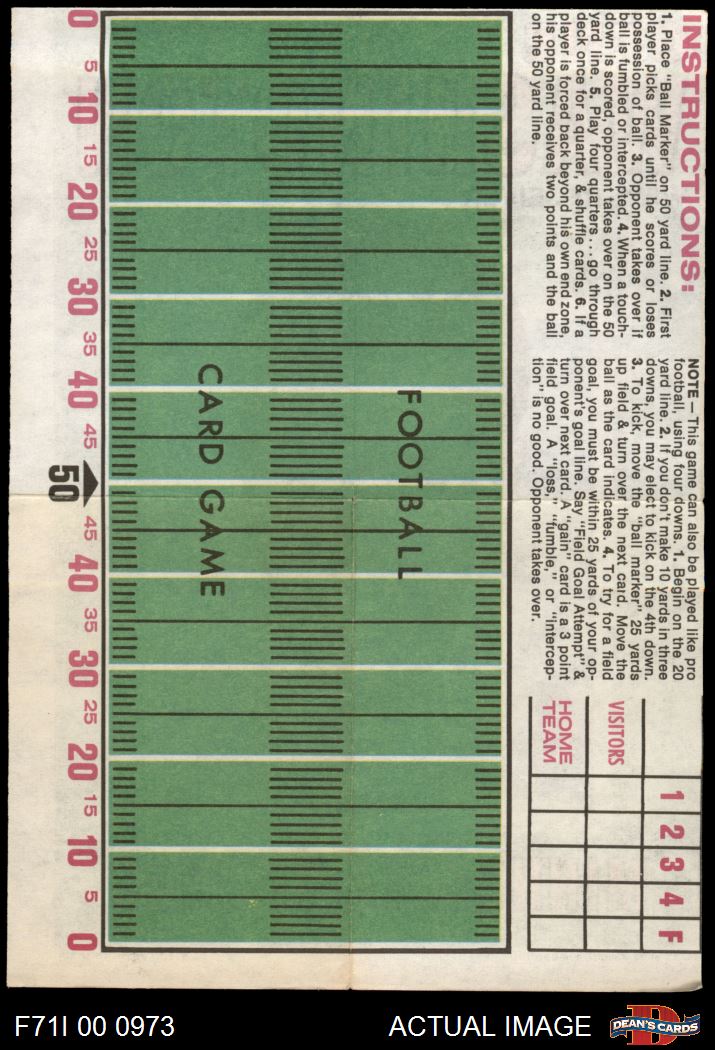 INSTRUCTIONS:
1. Place "Ball Marker" on 50 yard line. 2. First
player picks cards until he scores or loses
possession of ball. 3. Opponent takes over if
ball is fumbled or intercepted. 4. When a touch-
down is scored, opponent takes over on the 50
yard line. 5. Play four quarters . . . go through
deck once for a quarter, & shuffle cards. 6. If a
player is forced back beyond his own end zone,
his opponent receives two points and the ball
on the 50 yard line.
NOTE – This game can also be played like pro
football, using four downs. 1. Begin on the 20
yard line. 2. If you don't make 10 yards in three
downs, you may elect to kick on the 4th down.
3. To kick, move the "ball marker" 25 yards
up field & turn over the next card. Move the
ball as the card indicates. 4. To try for a field
goal, you must be within 25 yards of your op-
ponent's goal line. Say "Field Goal Attempt" &
turn over next card. A "gain" card is a 3 point
field goal. A "loss," "fumble," or "intercep-
tion" is no good. Opponent takes over.
1 2 3 4 F
VISITORS
HOME
TEAM
FOOTBALL
CARD GAME
0 5 10 15 20 25 30 35 40 45 50 45 40 35 30 25 20 15 10 5 0
F71I 00 0973
ACTUAL IMAGE
D
DEAN'S CARDS